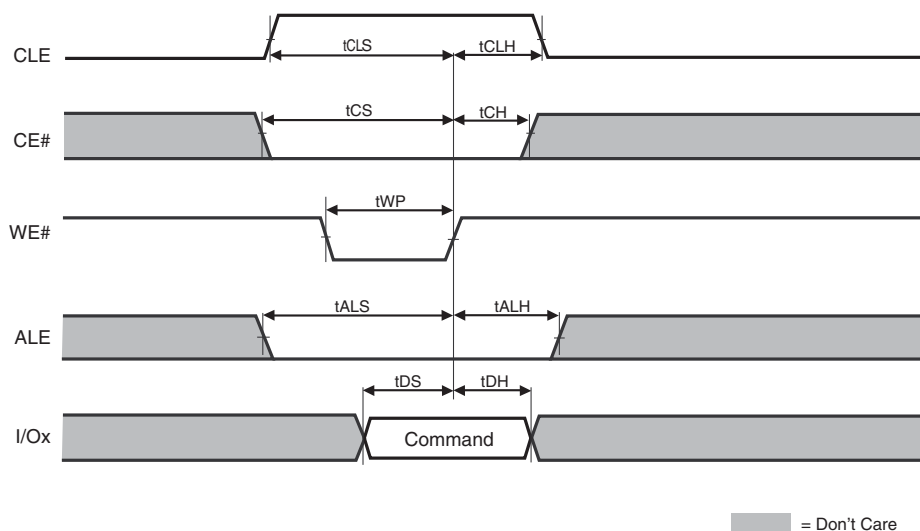 CLE
tCLS
tCLH
CE#
tCS
tCH
WE#
tWP
ALE
tALS
tALH
I/Ox
tDS
tDH
Command
= Don't Care